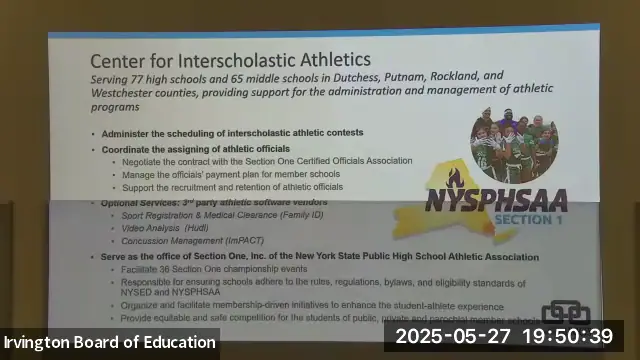 Center for Interscholastic Athletics
Serving 77 high schools and 65 middle schools in Dutchess, Putnam, Rockland, and
Westchester counties, providing support for the administration and management of athletic
programs
• Administer the scheduling of interscholastic athletic contests
• Coordinate the assigning of athletic officials
• Negotiate the contract with the Section One Certified Officials Association
• Manage the officials' payment plan for member schools
• Support the recruitment and retention of athletic officials
• Optional Services: 3rd party athletic software vendors
• Sport Registration & Medical Clearance (Family ID)
• Video Analysis (Hudl)
• Concussion Management (ImPACT)
NYSPHSAA
SECTION 1
• Serve as the office of Section One, Inc. of the New York State Public High School Athletic Association
• Facilitate 36 Section One championship events
• Responsible for ensuring schools adhere to the rules, regulations, bylaws, and eligibility standards of
NYSED and NYSPHSAA
• Organize and facilitate membership-driven initiatives to enhance the student-athlete experience
• Provide equitable and safe competition for the students of public, private and parochial member schools
Irvington Board of Education
2025-05-27 19:50:39